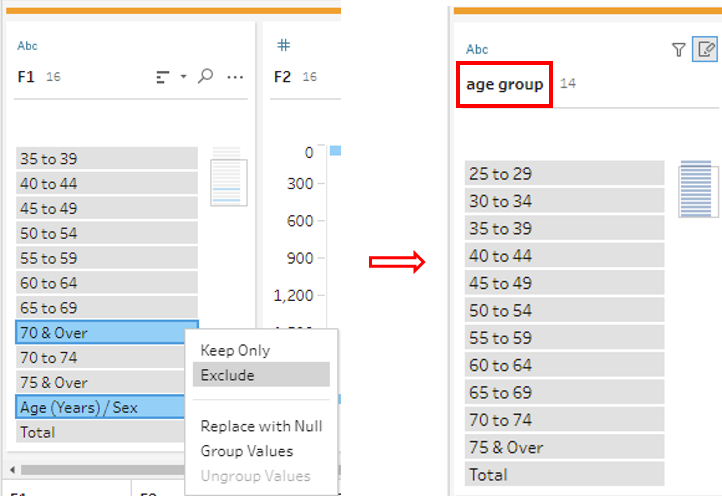 Abc
F1 16
35 to 39
40 to 44
45 to 49
50 to 54
55 to 59
60 to 64
65 to 69
70 & Over
70 to 74
75 & Over
Age (Years) / Sex
Total
Keep Only
Exclude
Replace with Null
Group Values
Ungroup Values
#
F2 16
0
300
600
900
1,200
Abc
age group 14
25 to 29
30 to 34
35 to 39
40 to 44
45 to 49
50 to 54
55 to 59
60 to 64
65 to 69
70 to 74
75 & Over
Total